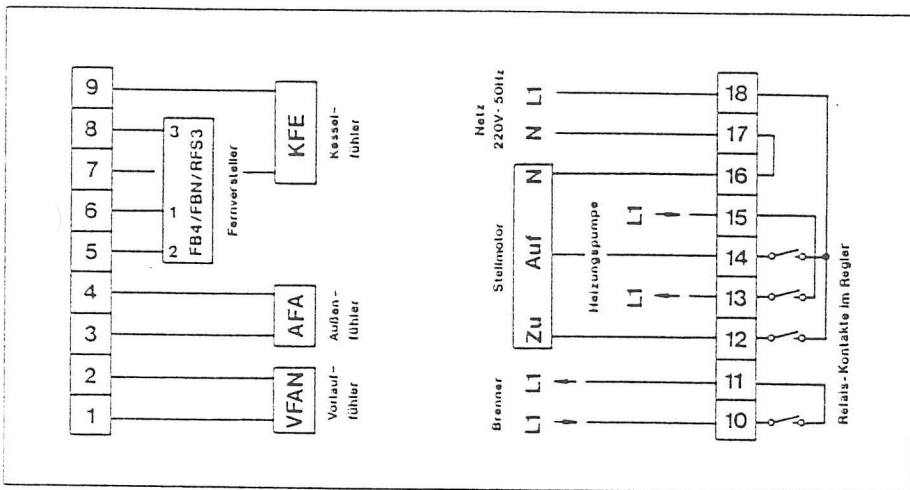 9
8
7
6
5
4
3
2
1
3
1
2
FB4/FBN/RFS3
Fernversteller
KFE
Kessel-
fühler
AFA
Außen-
fühler
VFAN
Vorlauf-
fühler
Netz
220V- 50Hz
L1
N
Stellmotor
N
Auf
Zu
Heizungspumpe
L1
L1
Brenner
L1
L1
18
17
16
15
14
13
12
11
10
Relais-Kontakte im Regler